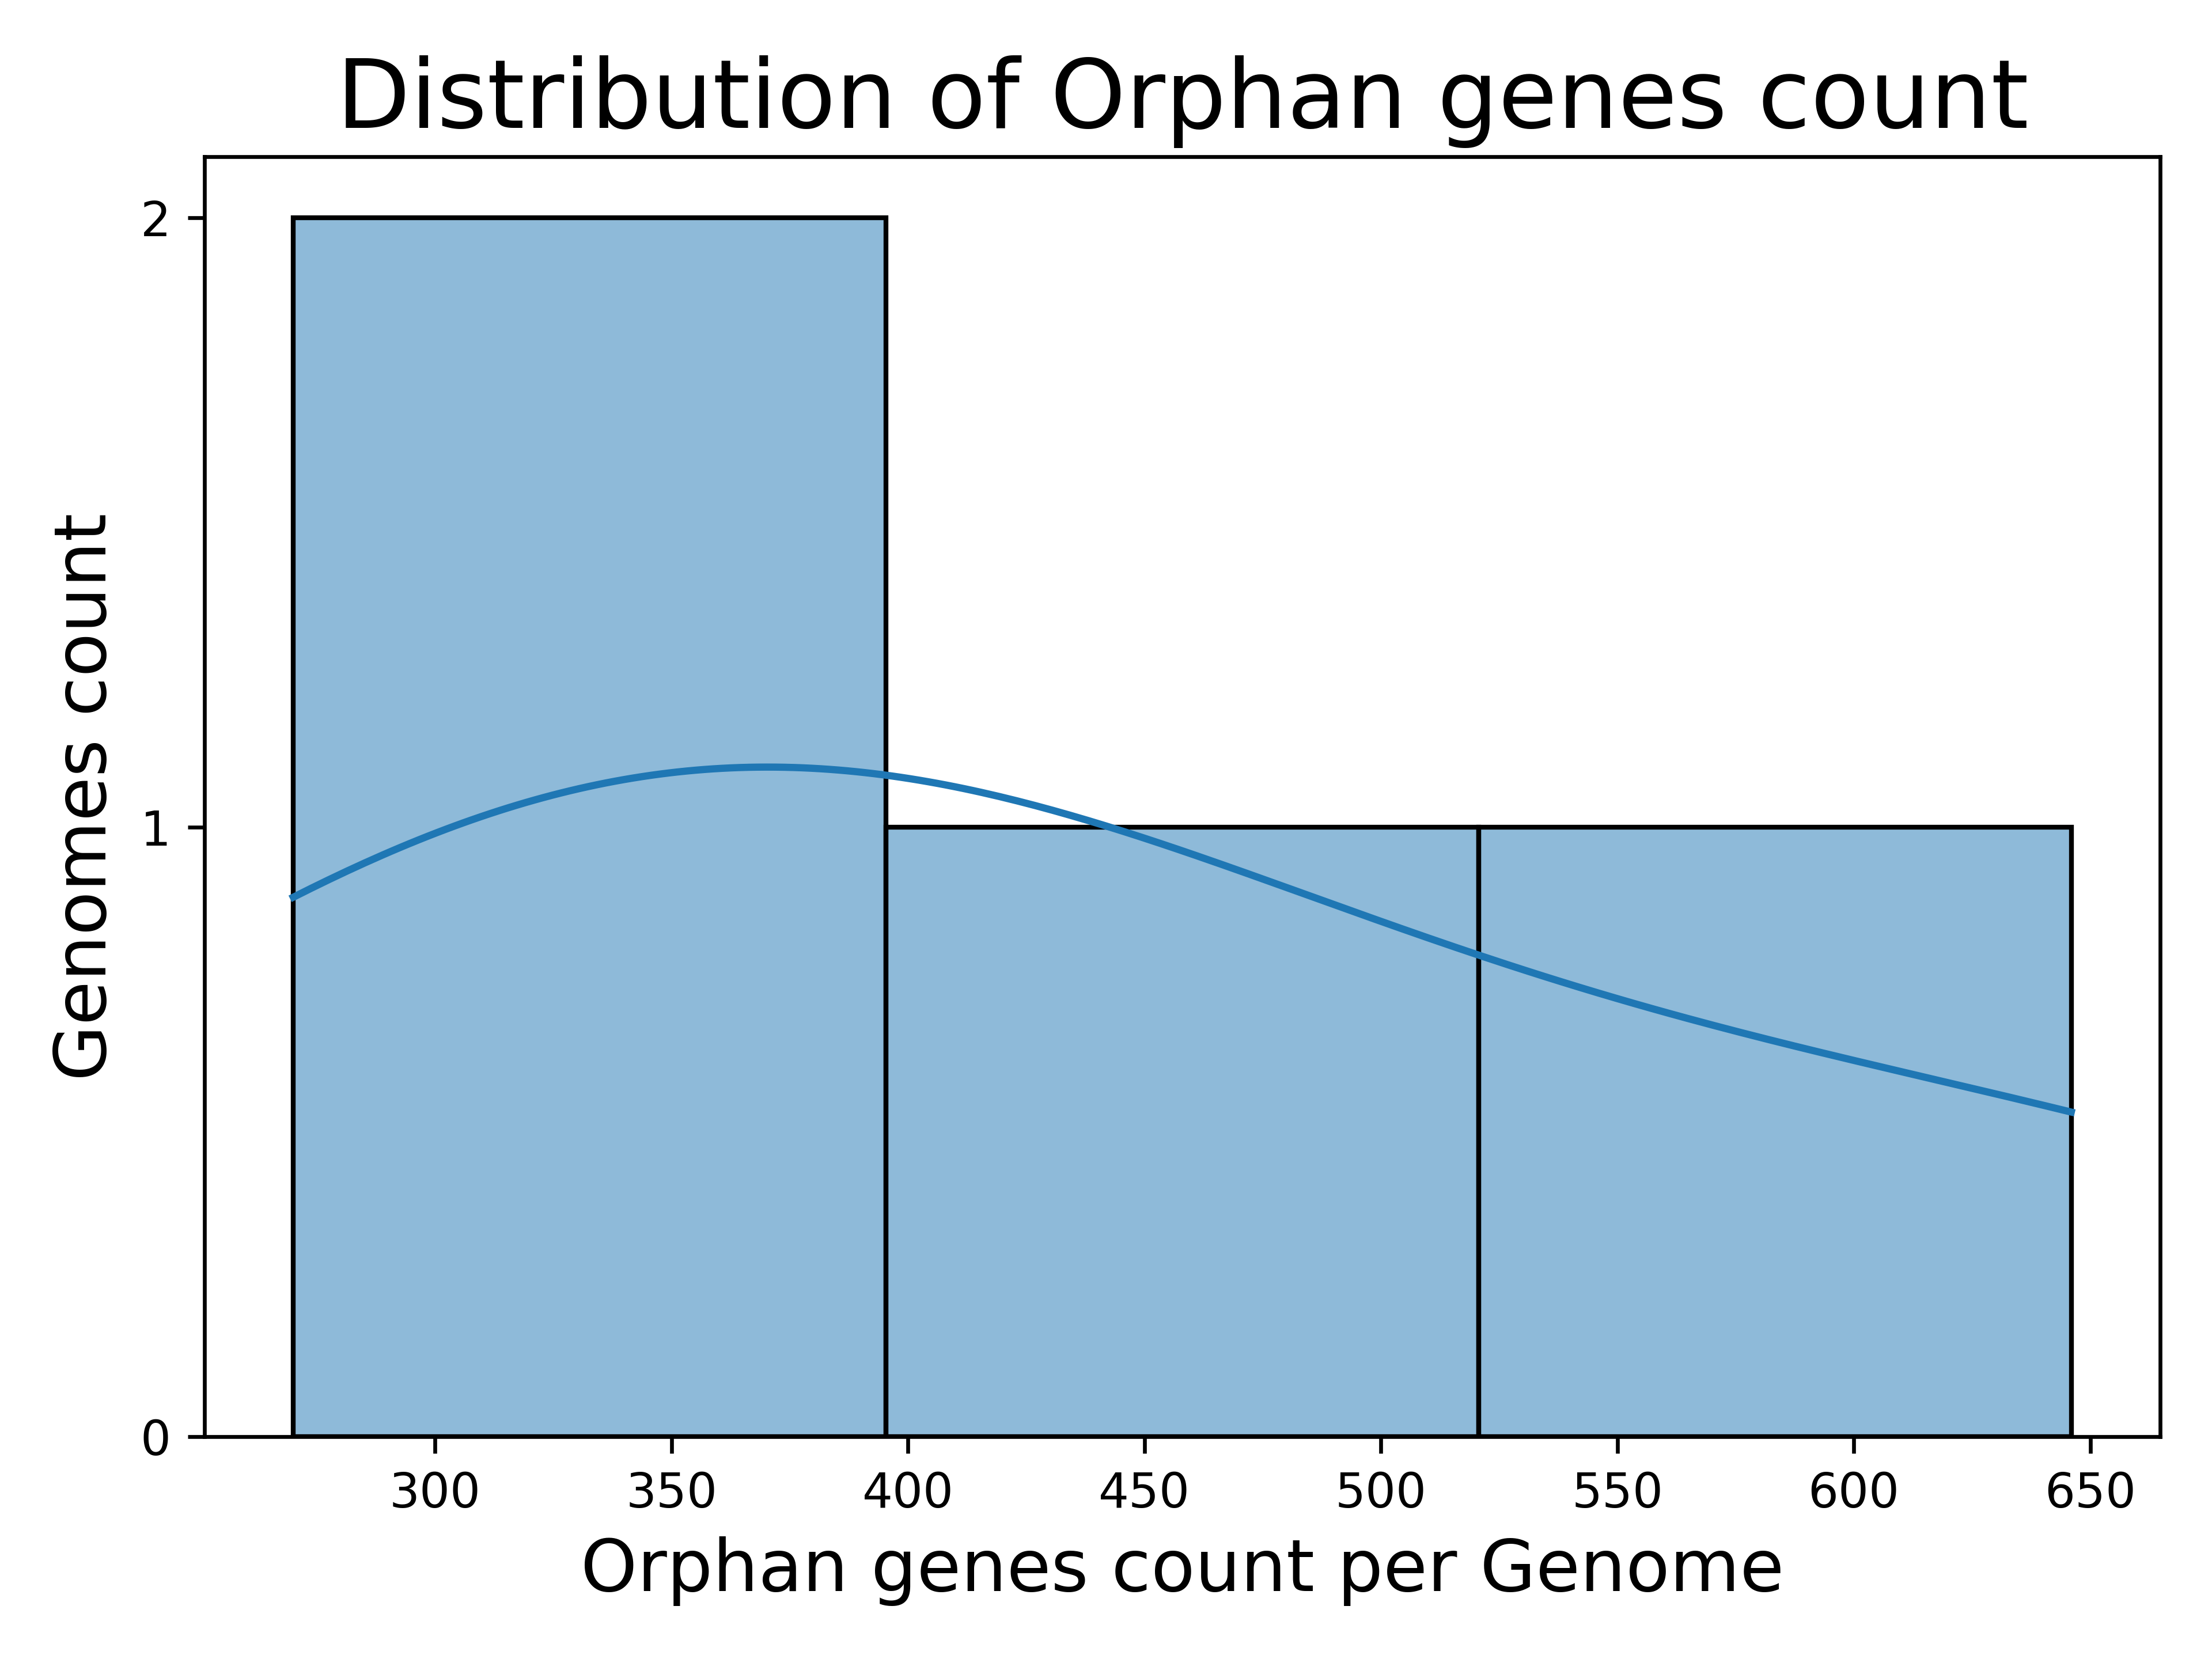 Distribution of Orphan genes count
Genomes count
2
1
0
300 350 400 450 500 550 600 650
Orphan genes count per Genome